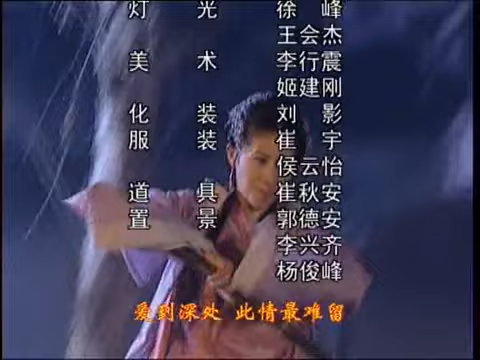 灯光 徐峰
王会杰
美术 李行震
姬建刚
化装 刘影
服装 崔宇
侯云怡
道具 崔秋安
置景 郭德安
李兴齐
杨俊峰
爱到深处 此情最难留